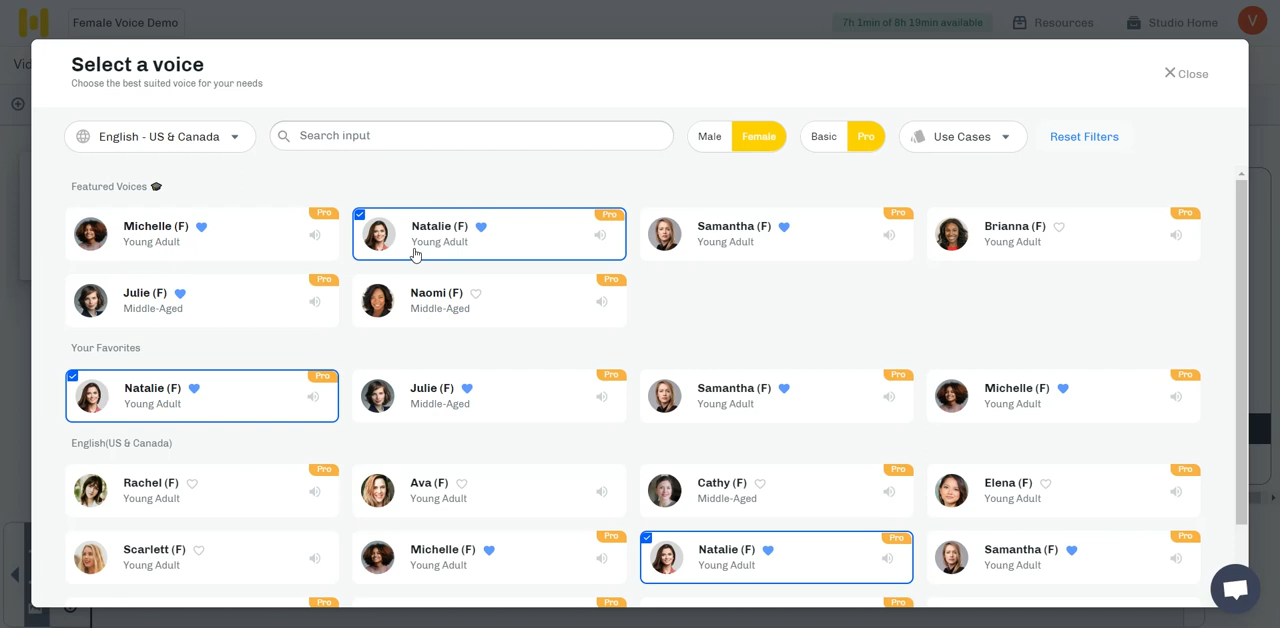 Female Voice Demo
7h 1min of 8h 19min available
Resources
Studio Home
V
Vid
Select a voice
Choose the best suited voice for your needs
Close
English - US & Canada
Search input
Male
Female
Basic
Pro
Use Cases
Reset Filters
Featured Voices
Michelle (F)
Young Adult
Pro
Natalie (F)
Young Adult
Pro
Samantha (F)
Young Adult
Pro
Brianna (F)
Young Adult
Pro
Julie (F)
Middle-Aged
Pro
Naomi (F)
Middle-Aged
Pro
Your Favorites
Natalie (F)
Young Adult
Pro
Julie (F)
Middle-Aged
Pro
Samantha (F)
Young Adult
Pro
Michelle (F)
Young Adult
Pro
English(US & Canada)
Rachel (F)
Young Adult
Pro
Ava (F)
Young Adult
Cathy (F)
Middle-Aged
Pro
Elena (F)
Young Adult
Pro
Scarlett (F)
Young Adult
Michelle (F)
Young Adult
Pro
Natalie (F)
Young Adult
Pro
Samantha (F)
Young Adult
Pro
Pro
Pro
Pro